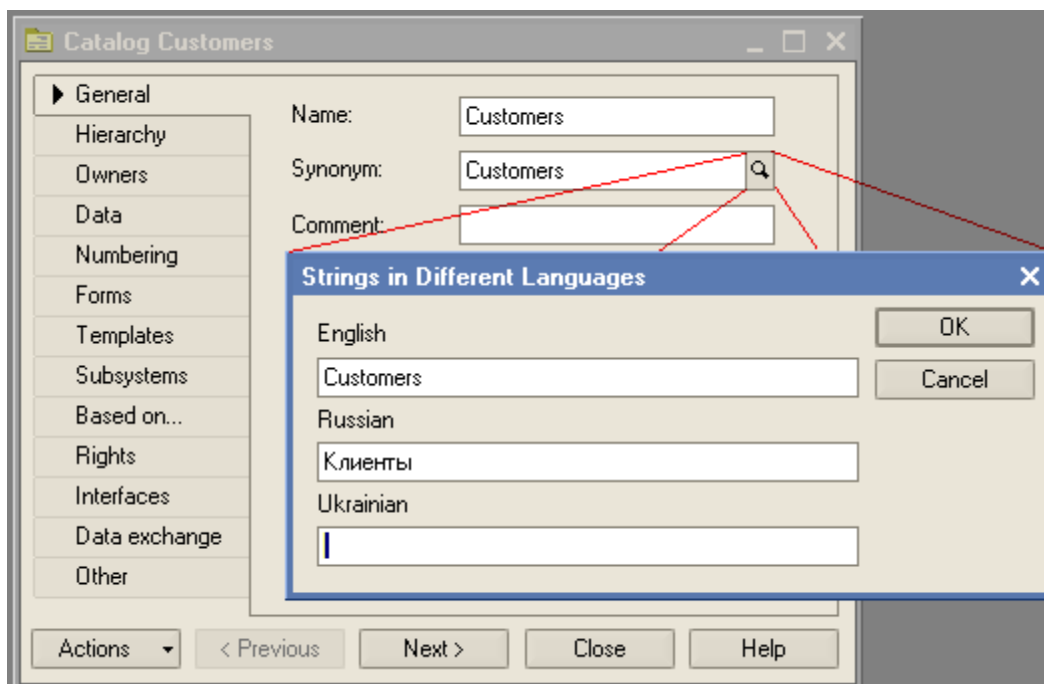 Catalog Customers
General
Hierarchy
Owners
Data
Numbering
Forms
Templates
Subsystems
Based on...
Rights
Interfaces
Data exchange
Other
Name: Customers
Synonym: Customers
Comment:
Strings in Different Languages
English
Customers
Russian
Клиенты
Ukrainian
OK
Cancel
Actions < Previous Next > Close Help